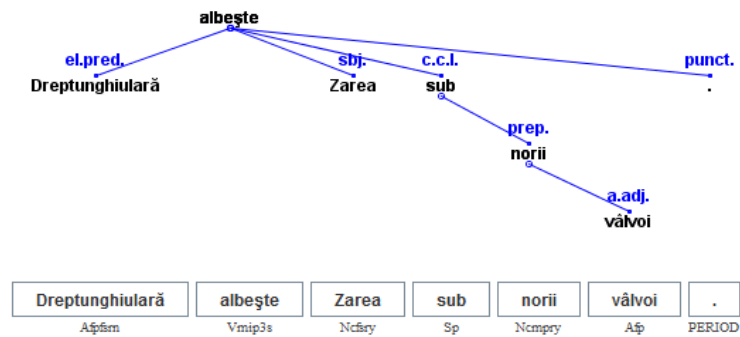 albeşte
el.pred. sbj. c.c.l. punct.
Dreptunghiulară Zarea sub .
prep.
norii
a.adj.
vâlvoi
Dreptunghiulară albeşte Zarea sub norii vâlvoi .
Afpfsrn Vmip3s Ncfsry Sp Ncmpry Afp PERIOD